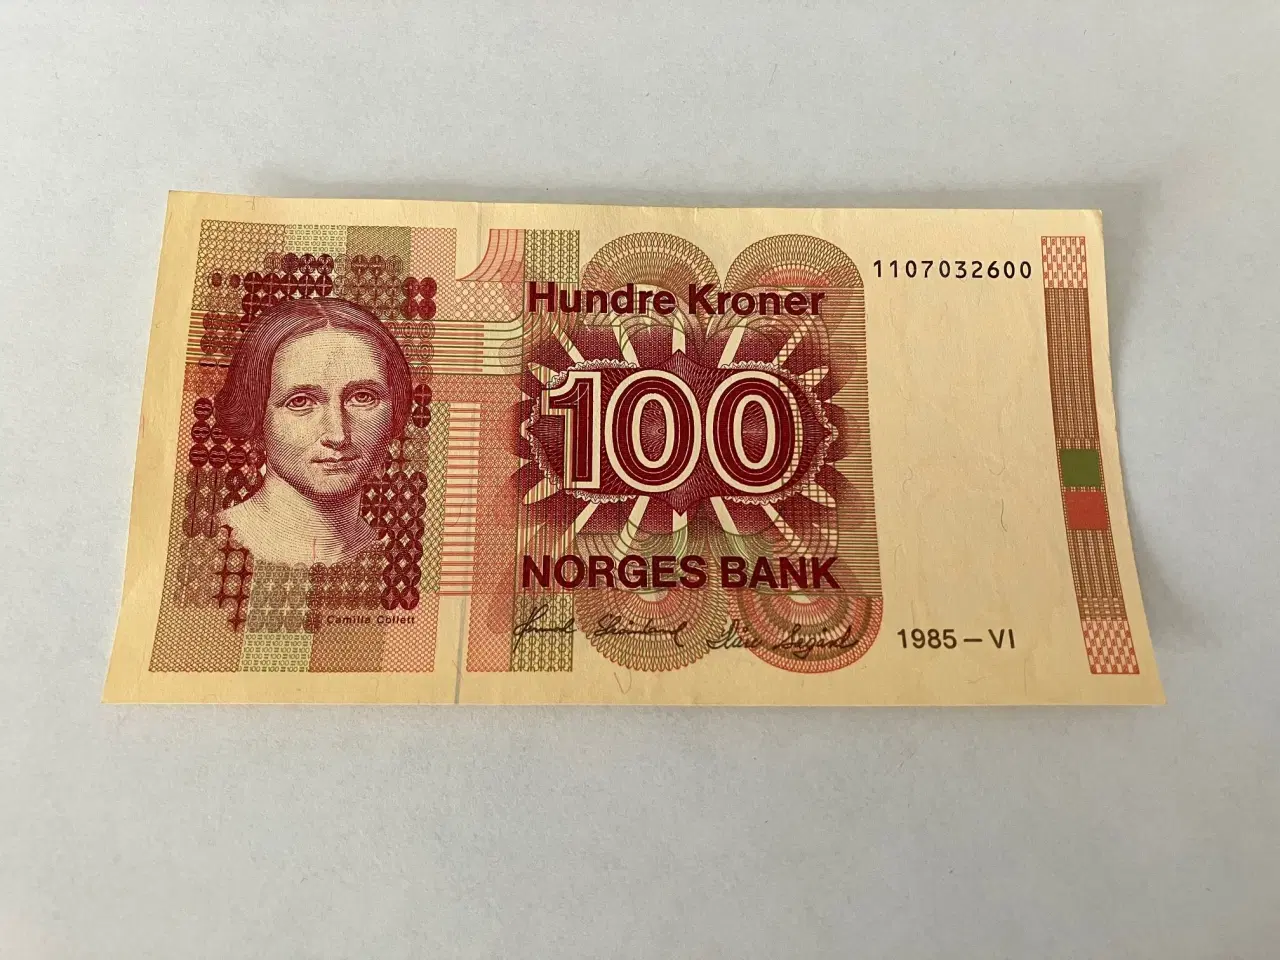 1107032600
Hundre Kroner
100
NORGES BANK
Camilla Collett
1985 – VI